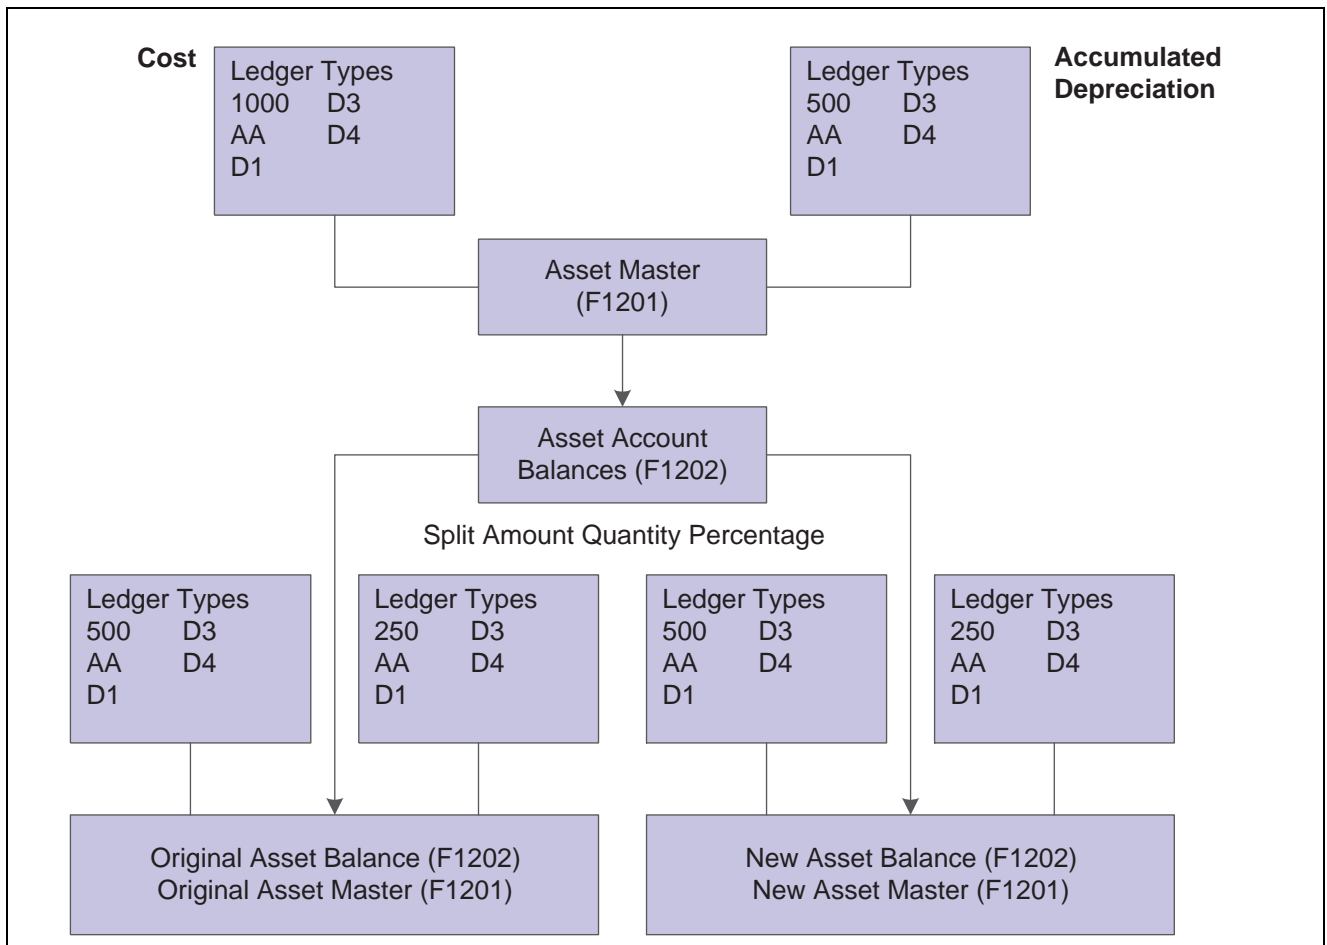 Cost
Ledger Types
1000 D3
AA D4
D1
Ledger Types
500 D3
AA D4
D1
Accumulated
Depreciation
Asset Master
(F1201)
Asset Account
Balances (F1202)
Split Amount Quantity Percentage
Ledger Types
500 D3
AA D4
D1
Ledger Types
250 D3
AA D4
D1
Ledger Types
500 D3
AA D4
D1
Ledger Types
250 D3
AA D4
D1
Original Asset Balance (F1202)
Original Asset Master (F1201)
New Asset Balance (F1202)
New Asset Master (F1201)